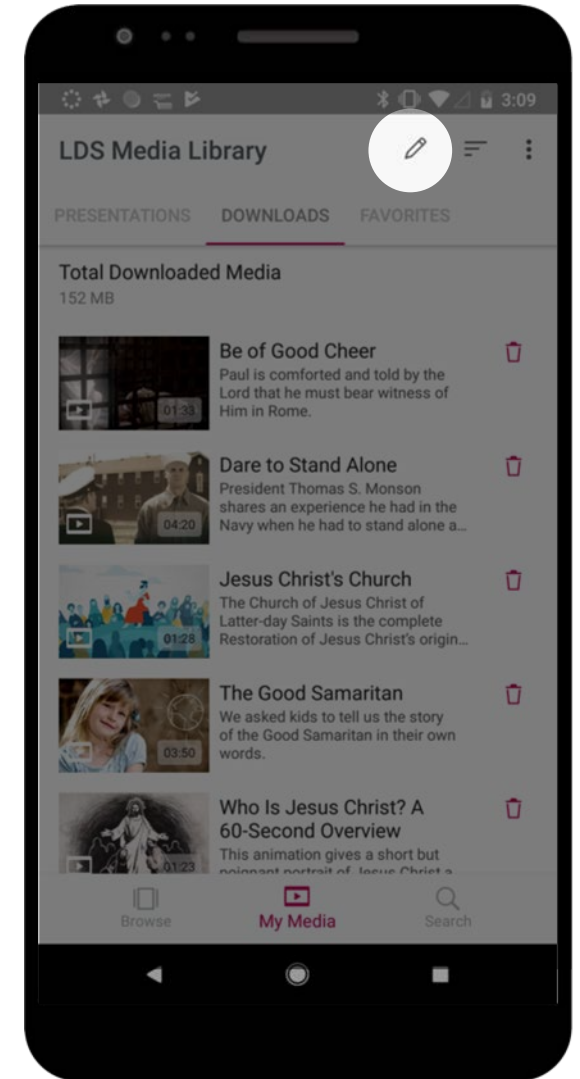 3:09
LDS Media Library
PRESENTATIONS DOWNLOADS FAVORITES
Total Downloaded Media
152 MB
Be of Good Cheer
Paul is comforted and told by the
Lord that he must bear witness of
Him in Rome.
01:33
Dare to Stand Alone
President Thomas S. Monson
shares an experience he had in the
Navy when he had to stand alone a...
04:20
Jesus Christ's Church
The Church of Jesus Christ of
Latter-day Saints is the complete
Restoration of Jesus Christ's origin...
01:28
The Good Samaritan
We asked kids to tell us the story
of the Good Samaritan in their own
words.
03:50
Who Is Jesus Christ? A
60-Second Overview
This animation gives a short but
poignant portrait of Jesus Christ a
01:23
Browse My Media Search